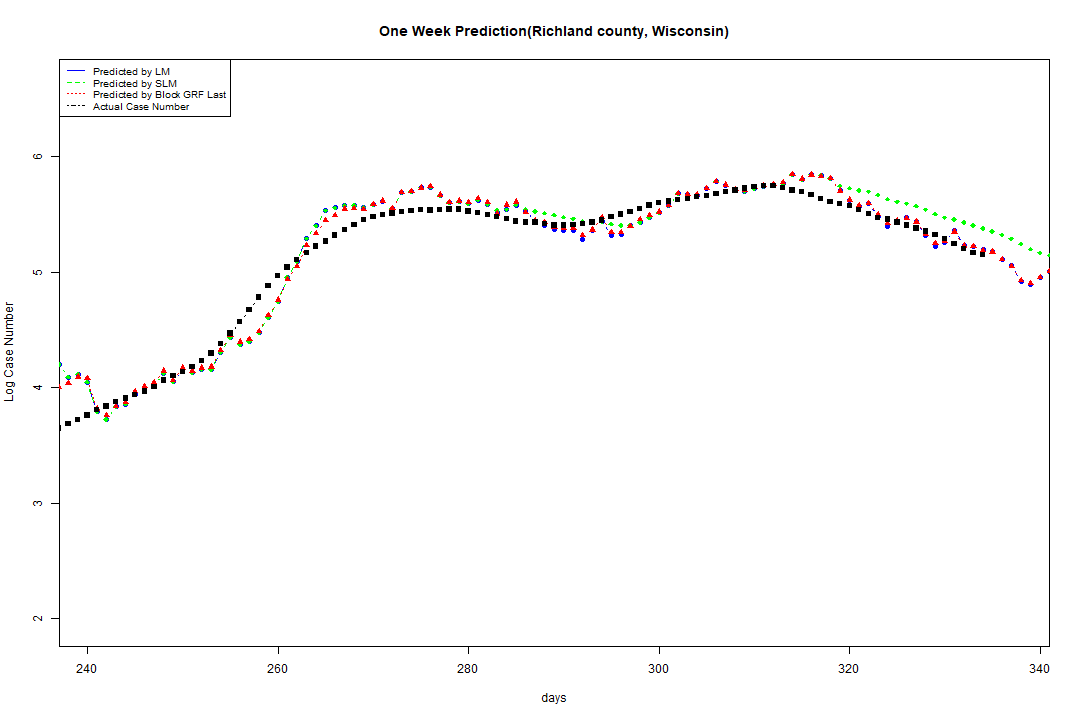 One Week Prediction(Richland county, Wisconsin)
Predicted by LM
Predicted by SLM
Predicted by Block GRF Last
Actual Case Number
6
5
4
3
2
Log Case Number
240 260 280 300 320 340
days